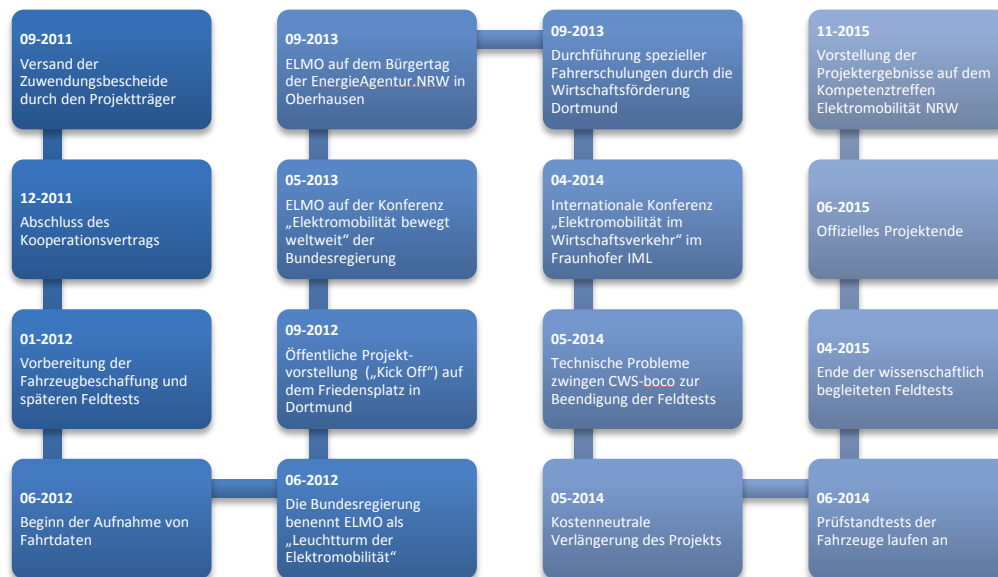 09-2011
Versand der
Zuwendungsbescheide
durch den Projektträger
12-2011
Abschluss des
Kooperationsvertrags
01-2012
Vorbereitung der
Fahrzeugbeschaffung und
späteren Feldtests
06-2012
Beginn der Aufnahme von
Fahrtdaten
06-2012
Die Bundesregierung
benennt ELMO als
„Leuchtturm der
Elektromobilität“
09-2012
Öffentliche Projekt-
vorstellung („Kick Off“) auf
dem Friedensplatz in
Dortmund
05-2013
ELMO auf der Konferenz
„Elektromobilität bewegt
weltweit“ der
Bundesregierung
09-2013
ELMO auf dem Bürgertag
der EnergieAgentur.NRW in
Oberhausen
09-2013
Durchführung spezieller
Fahrerschulungen durch die
Wirtschaftsförderung
Dortmund
04-2014
Internationale Konferenz
„Elektromobilität im
Wirtschaftsverkehr“ im
Fraunhofer IML
05-2014
Technische Probleme
zwingen CWS-boco zur
Beendigung der Feldtests
05-2014
Kostenneutrale
Verlängerung des Projekts
06-2014
Prüfstandtests der
Fahrzeuge laufen an
04-2015
Ende der wissenschaftlich
begleiteten Feldtests
06-2015
Offizielles Projektende
11-2015
Vorstellung der
Projektergebnisse auf dem
Kompetenztreffen
Elektromobilität NRW